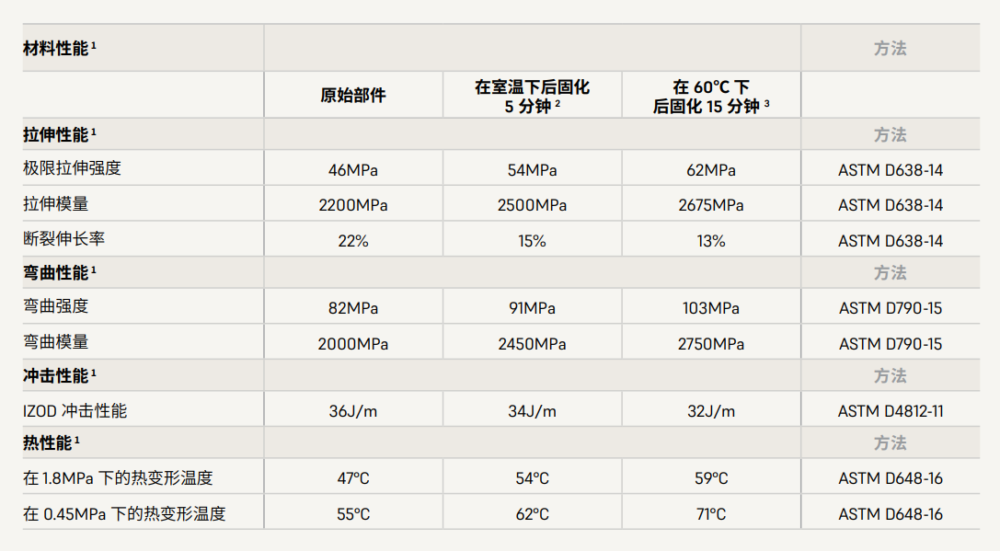 材料性能¹ 方法
原始部件 在室温下后固化 5 分钟 ² 在 60℃ 下 后固化 15 分钟 ³
拉伸性能¹ 方法
极限拉伸强度 46MPa 54MPa 62MPa ASTM D638-14
拉伸模量 2200MPa 2500MPa 2675MPa ASTM D638-14
断裂伸长率 22% 15% 13% ASTM D638-14
弯曲性能¹ 方法
弯曲强度 82MPa 91MPa 103MPa ASTM D790-15
弯曲模量 2000MPa 2450MPa 2750MPa ASTM D790-15
冲击性能¹ 方法
IZOD 冲击性能 36J/m 34J/m 32J/m ASTM D4812-11
热性能¹ 方法
在 1.8MPa 下的热变形温度 47°C 54°C 59°C ASTM D648-16
在 0.45MPa 下的热变形温度 55°C 62°C 71°C ASTM D648-16